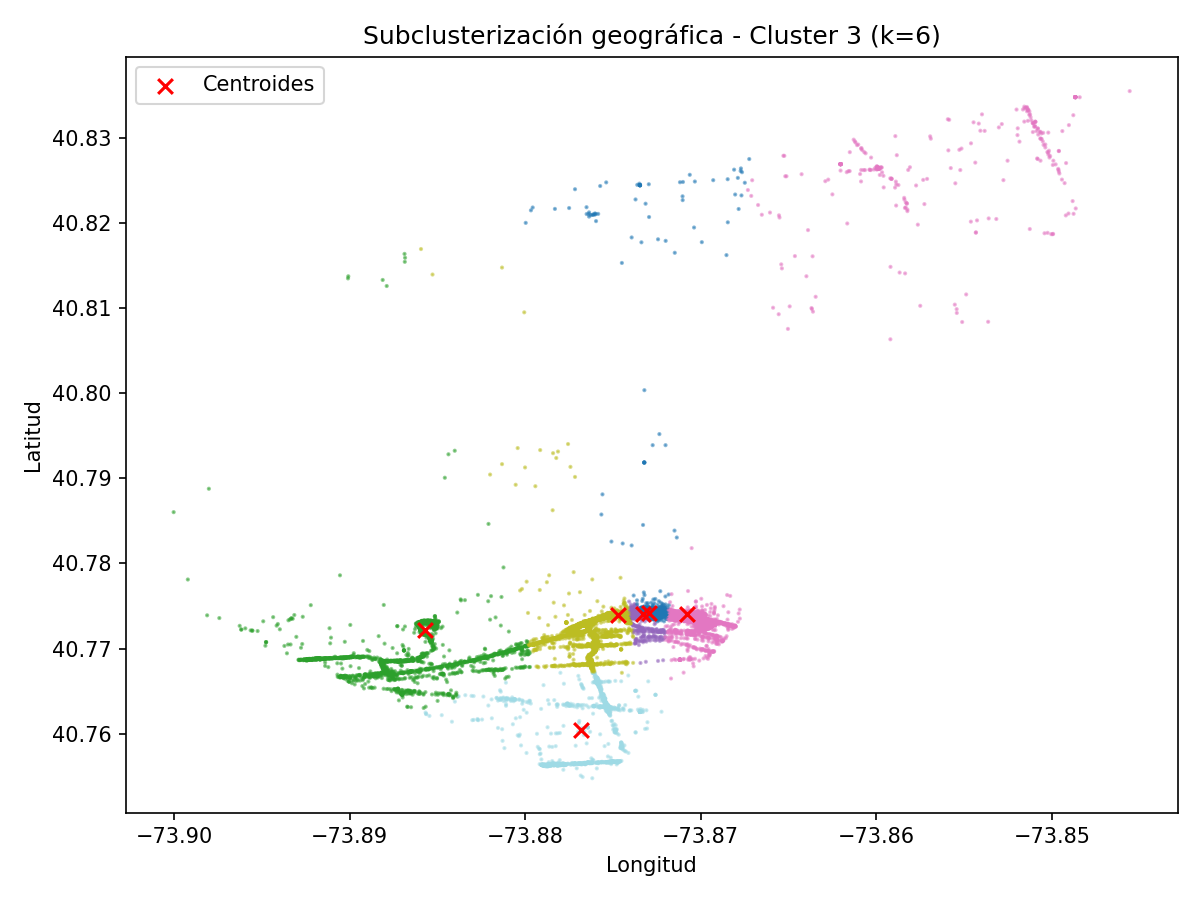 Subclusterización geográfica - Cluster 3 (k=6)
Centroides
40.83
40.82
40.81
40.80
40.79
40.78
40.77
40.76
Latitud
−73.90 −73.89 −73.88 −73.87 −73.86 −73.85
Longitud